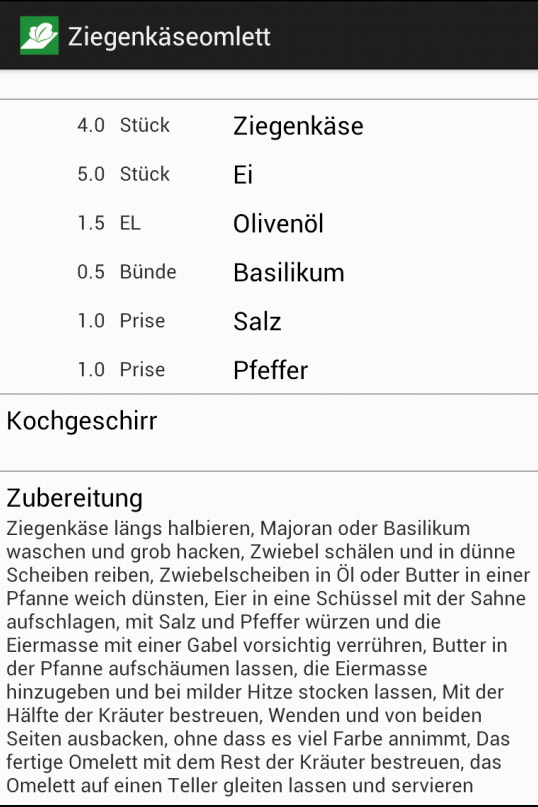 Ziegenkäseomlett
4.0 Stück Ziegenkäse
5.0 Stück Ei
1.5 EL Olivenöl
0.5 Bünde Basilikum
1.0 Prise Salz
1.0 Prise Pfeffer
Kochgeschirr
Zubereitung
Ziegenkäse längs halbieren, Majoran oder Basilikum
waschen und grob hacken, Zwiebel schälen und in dünne
Scheiben reiben, Zwiebelscheiben in Öl oder Butter in einer
Pfanne weich dünsten, Eier in eine Schüssel mit der Sahne
aufschlagen, mit Salz und Pfeffer würzen und die
Eiermasse mit einer Gabel vorsichtig verrühren, Butter in
der Pfanne aufschäumen lassen, die Eiermasse
hinzugeben und bei milder Hitze stocken lassen, Mit der
Hälfte der Kräuter bestreuen, Wenden und von beiden
Seiten ausbacken, ohne dass es viel Farbe annimmt, Das
fertige Omelett mit dem Rest der Kräuter bestreuen, das
Omelett auf einen Teller gleiten lassen und servieren